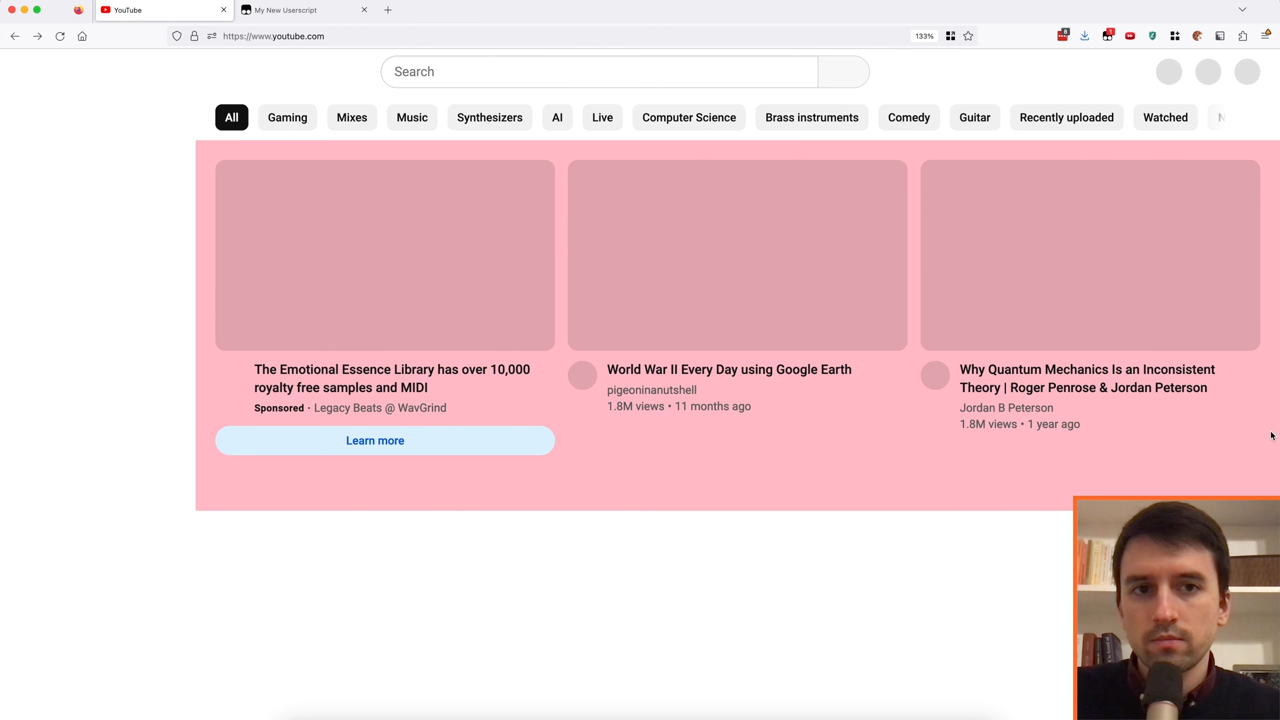 YouTube
My New Userscript
https://www.youtube.com
133%
8
1
Search
All
Gaming
Mixes
Music
Synthesizers
AI
Live
Computer Science
Brass instruments
Comedy
Guitar
Recently uploaded
Watched
N
The Emotional Essence Library has over 10,000
royalty free samples and MIDI
Sponsored · Legacy Beats @ WavGrind
Learn more
World War II Every Day using Google Earth
pigeoninanutshell
1.8M views • 11 months ago
Why Quantum Mechanics Is an Inconsistent
Theory | Roger Penrose & Jordan Peterson
Jordan B Peterson
1.8M views • 1 year ago